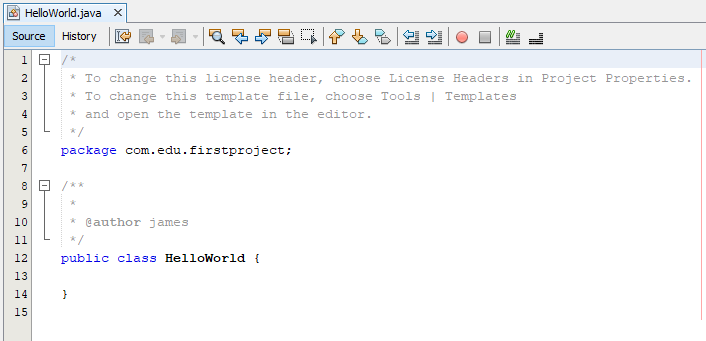 HelloWorld.java
Source History
1 /*
2  * To change this license header, choose License Headers in Project Properties.
3  * To change this template file, choose Tools | Templates
4  * and open the template in the editor.
5  */
6 package com.edu.firstproject;
7
8 /**
9  *
10  * @author james
11  */
12 public class HelloWorld {
13
14 }
15